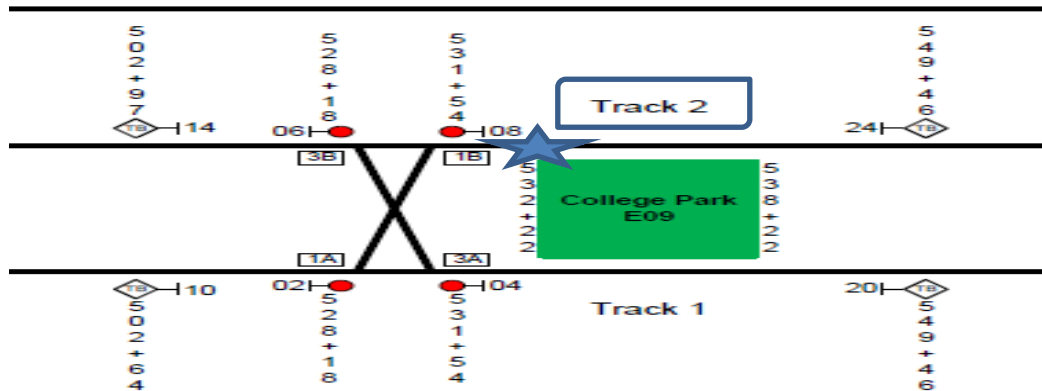 502+97
528+18
531+54
549+46
Track 2
TB 14
06
08
24 TB
3B
1B
532+22
College Park
E09
538+22
1A
3A
TB 10
02
04
20 TB
Track 1
502+64
528+18
531+54
549+46